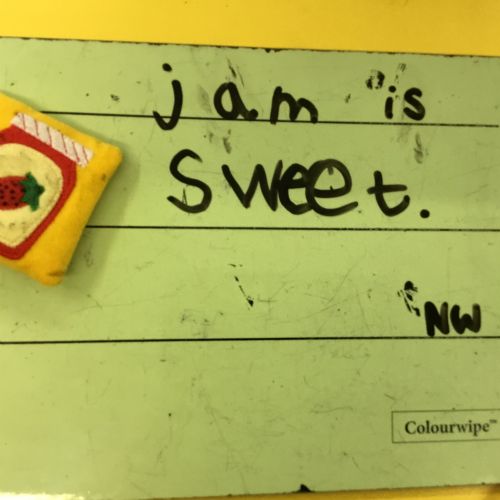 jam is
sweet.
NW
Colourwipe™